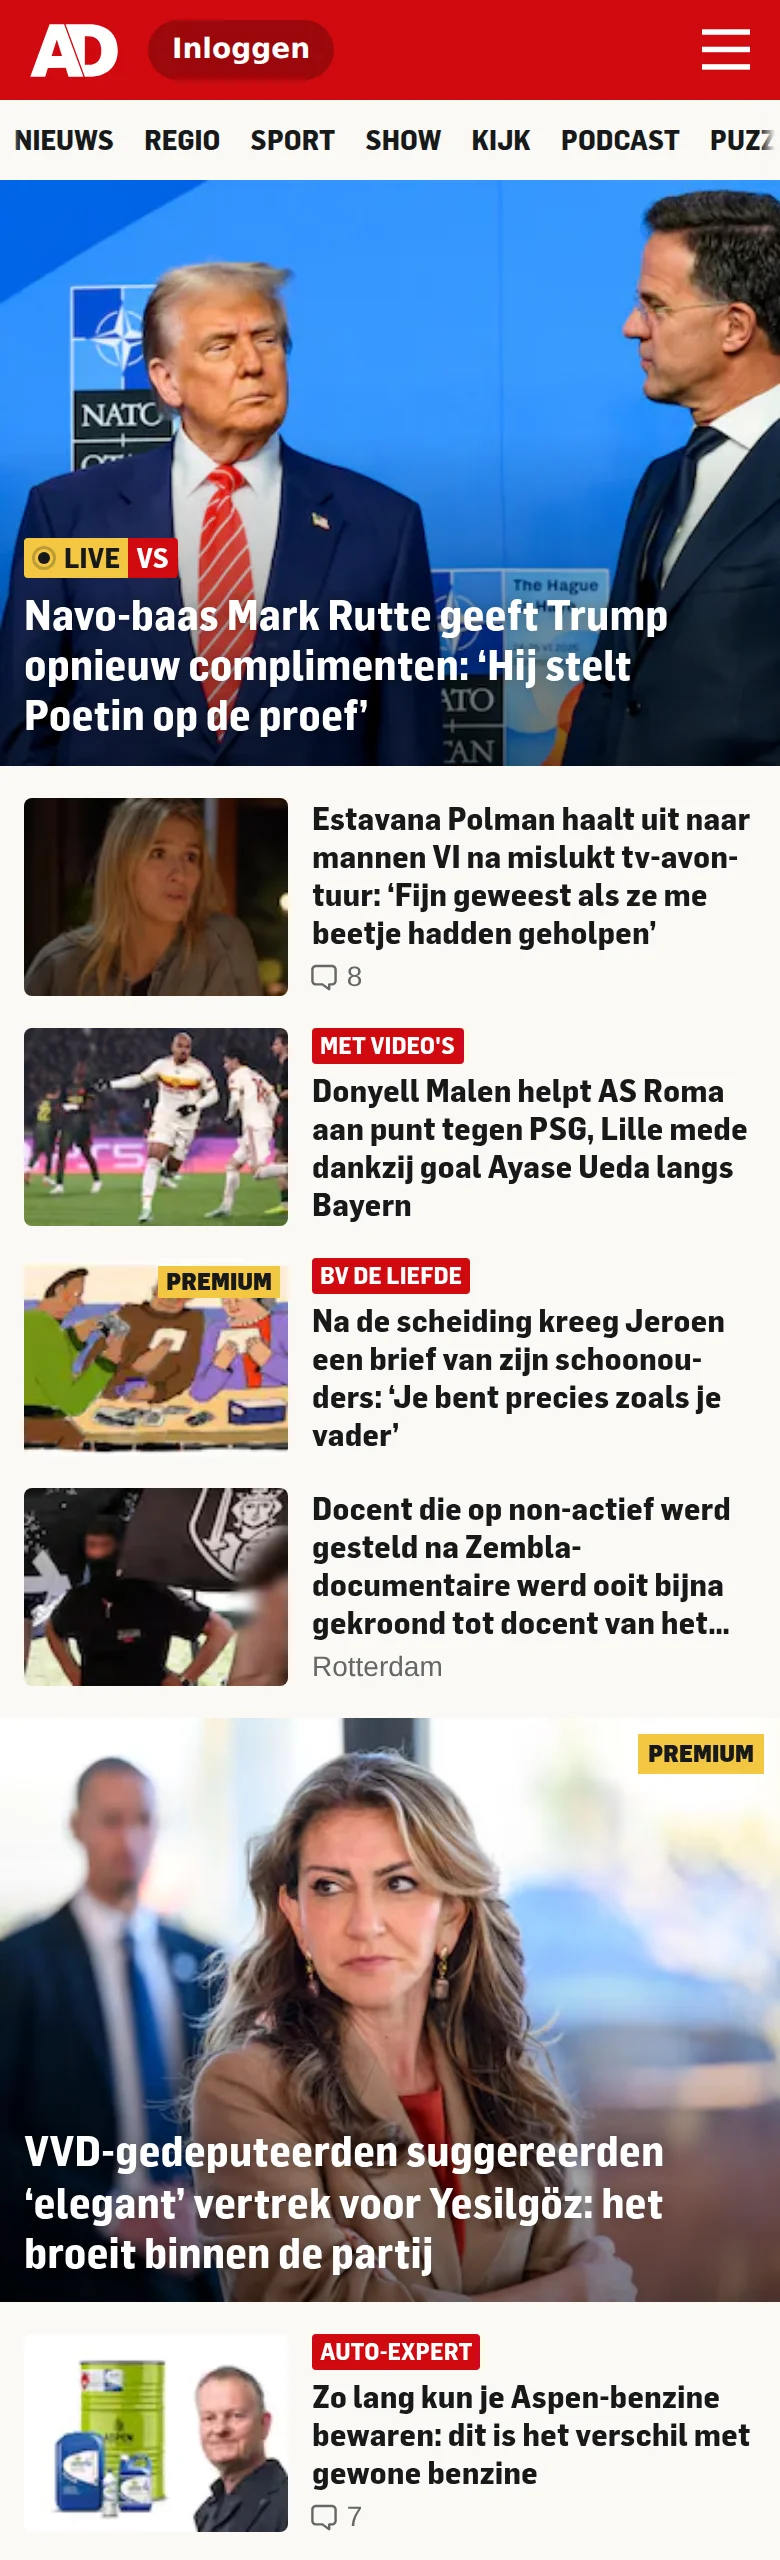 AD
Inloggen
NIEUWS REGIO SPORT SHOW KIJK PODCAST PUZZ
NATO
The Hague
LIVE VS
Navo-baas Mark Rutte geeft Trump
opnieuw complimenten: ‘Hij stelt
Poetin op de proef’
Estavana Polman haalt uit naar
mannen VI na mislukt tv-avon-
tuur: ‘Fijn geweest als ze me
beetje hadden geholpen’
8
MET VIDEO'S
Donyell Malen helpt AS Roma
aan punt tegen PSG, Lille mede
dankzij goal Ayase Ueda langs
Bayern
PREMIUM
BV DE LIEFDE
Na de scheiding kreeg Jeroen
een brief van zijn schoonou-
ders: ‘Je bent precies zoals je
vader’
Docent die op non-actief werd
gesteld na Zembla-
documentaire werd ooit bijna
gekroond tot docent van het...
Rotterdam
PREMIUM
VVD-gedeputeerden suggereerden
‘elegant’ vertrek voor Yesilgöz: het
broeit binnen de partij
ASPEN
AUTO-EXPERT
Zo lang kun je Aspen-benzine
bewaren: dit is het verschil met
gewone benzine
7